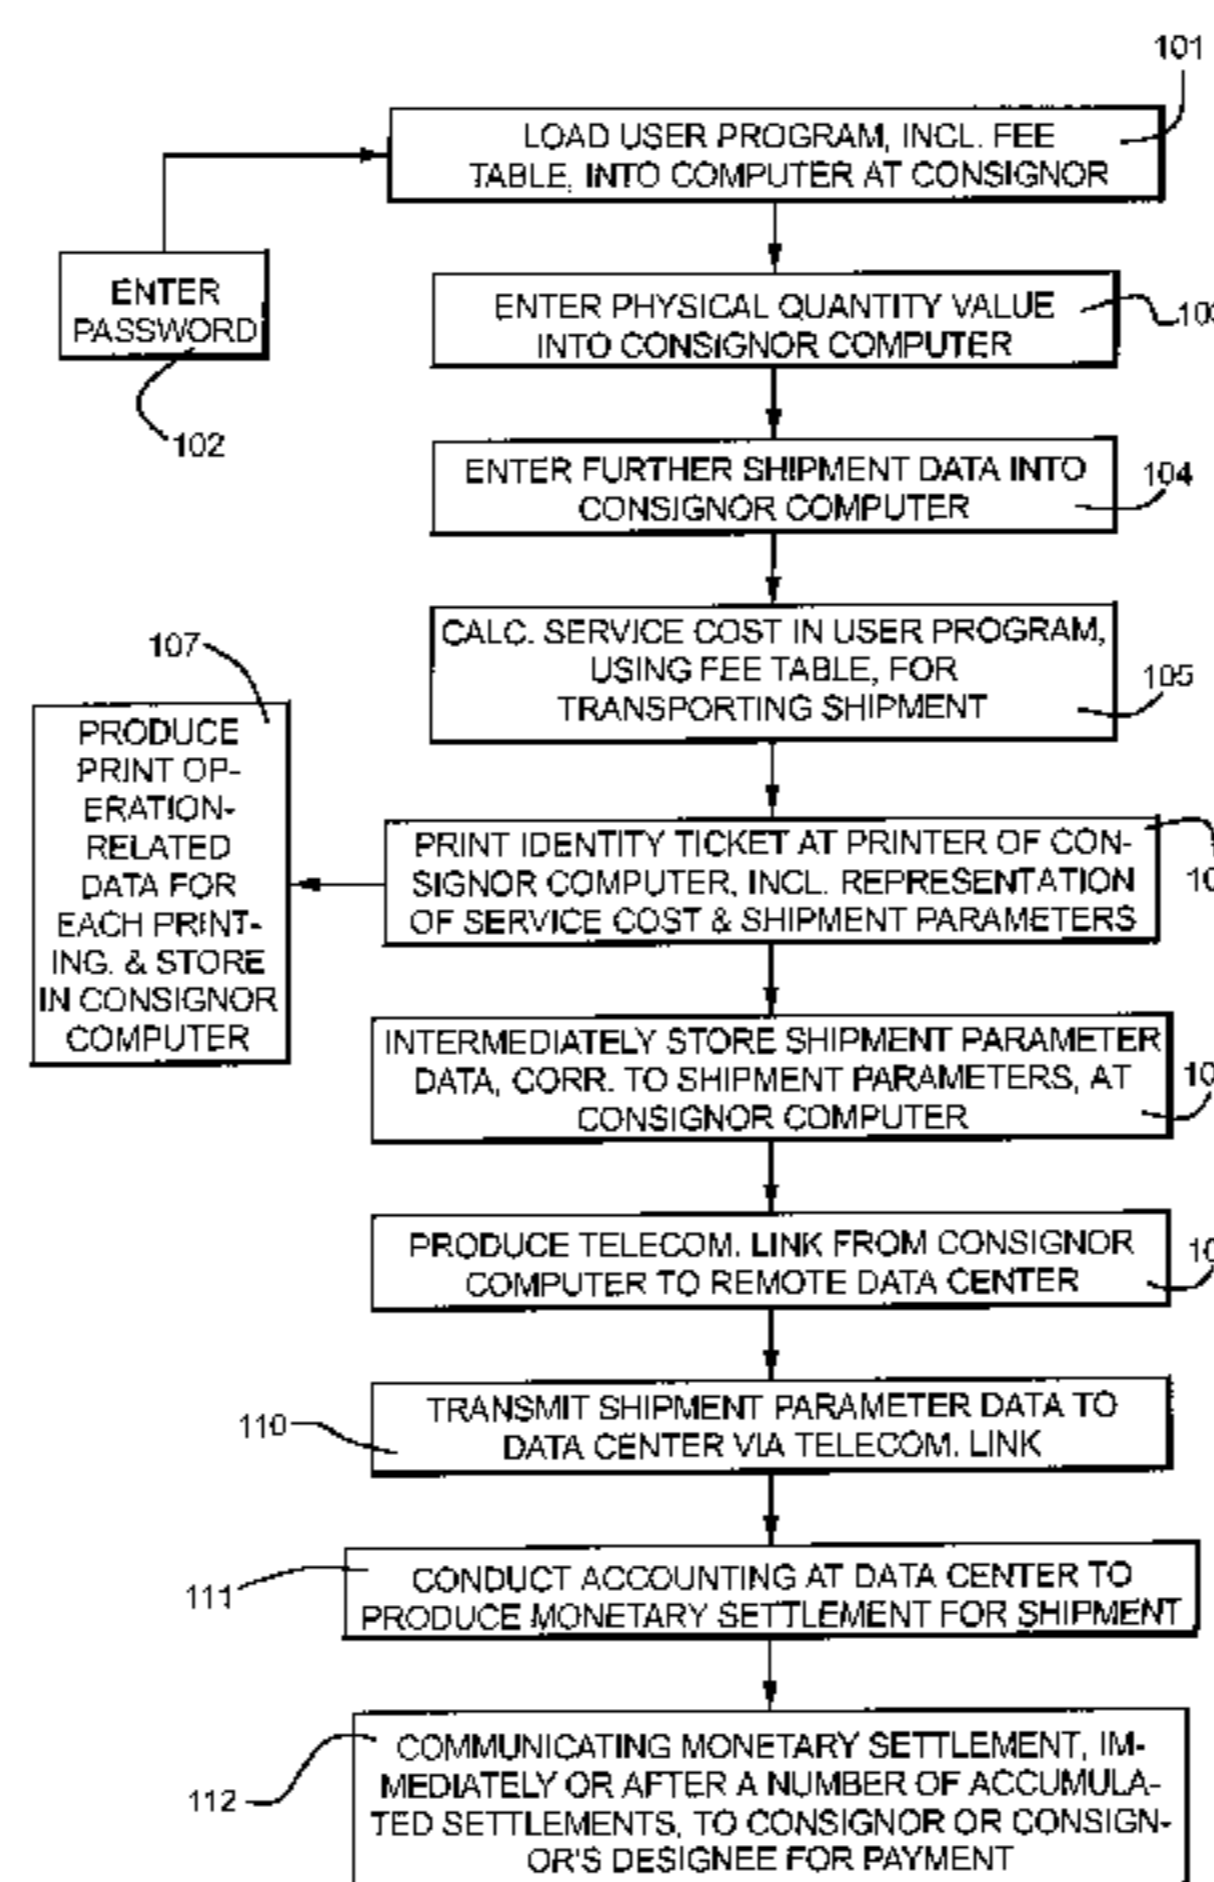 101
LOAD USER PROGRAM, INCL. FEE
TABLE, INTO COMPUTER AT CONSIGNOR
ENTER
PASSWORD
102
ENTER PHYSICAL QUANTITY VALUE
INTO CONSIGNOR COMPUTER
ENTER FURTHER SHIPMENT DATA INTO
CONSIGNOR COMPUTER
104
CALC. SERVICE COST IN USER PROGRAM,
USING FEE TABLE, FOR
TRANSPORTING SHIPMENT
105
107
PRODUCE
PRINT OP-
ERATION-
RELATED
DATA FOR
EACH PRINT-
ING. & STORE
IN CONSIGNOR
COMPUTER
PRINT IDENTITY TICKET AT PRINTER OF CON-
SIGNOR COMPUTER, INCL. REPRESENTATION
OF SERVICE COST & SHIPMENT PARAMETERS
INTERMEDIATELY STORE SHIPMENT PARAMETER
DATA, CORR. TO SHIPMENT PARAMETERS, AT
CONSIGNOR COMPUTER
PRODUCE TELECOM. LINK FROM CONSIGNOR
COMPUTER TO REMOTE DATA CENTER
110
TRANSMIT SHIPMENT PARAMETER DATA TO
DATA CENTER VIA TELECOM. LINK
111
CONDUCT ACCOUNTING AT DATA CENTER TO
PRODUCE MONETARY SETTLEMENT FOR SHIPMENT
112
COMMUNICATING MONETARY SETTLEMENT, IM-
MEDIATELY OR AFTER A NUMBER OF ACCUMULA-
TED SETTLEMENTS, TO CONSIGNOR OR CONSIGN-
OR'S DESIGNEE FOR PAYMENT